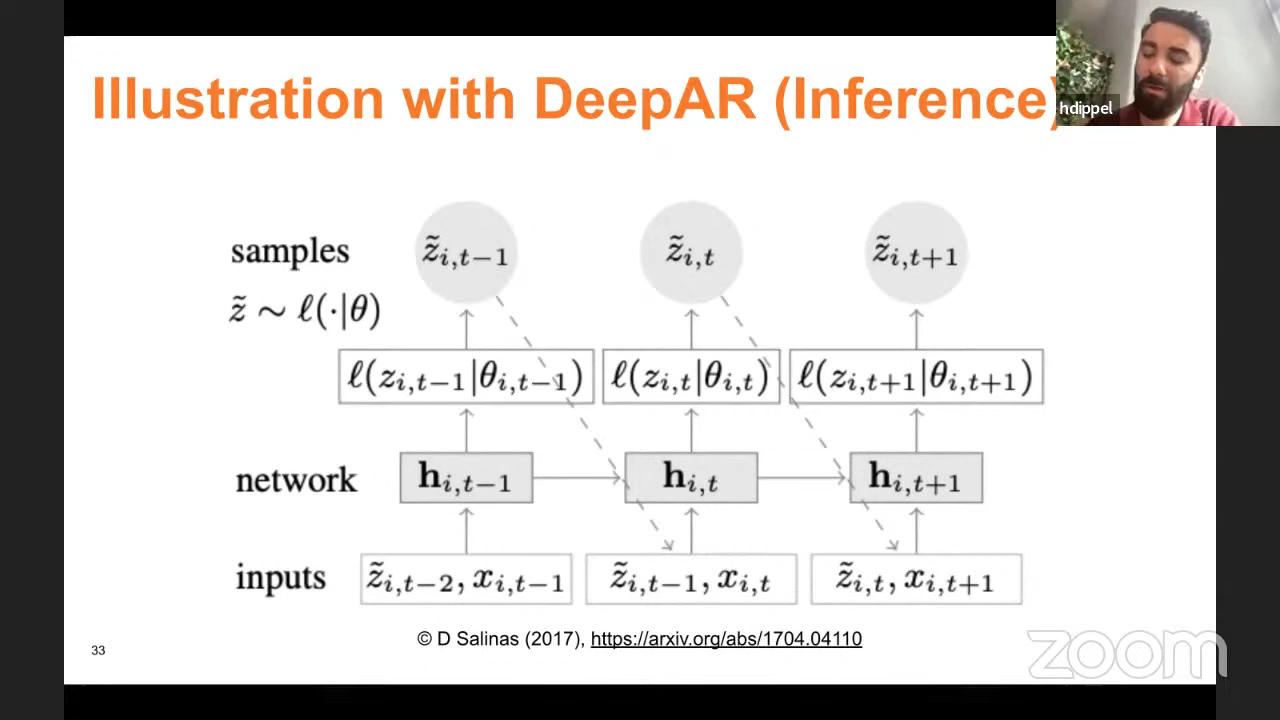 Illustration with DeepAR (Inference)
hdippel
samples
z̃ᵢ,ₜ₋₁ z̃ᵢ,ₜ z̃ᵢ,ₜ₊₁
z̃ ∼ ℓ(·|θ)
ℓ(zᵢ,ₜ₋₁|θᵢ,ₜ₋₁) ℓ(zᵢ,ₜ|θᵢ,ₜ) ℓ(zᵢ,ₜ₊₁|θᵢ,ₜ₊₁)
network hᵢ,ₜ₋₁ hᵢ,ₜ hᵢ,ₜ₊₁
inputs z̃ᵢ,ₜ₋₂, xᵢ,ₜ₋₁ z̃ᵢ,ₜ₋₁, xᵢ,ₜ z̃ᵢ,ₜ, xᵢ,ₜ₊₁
© D Salinas (2017), https://arxiv.org/abs/1704.04110
33
zoom